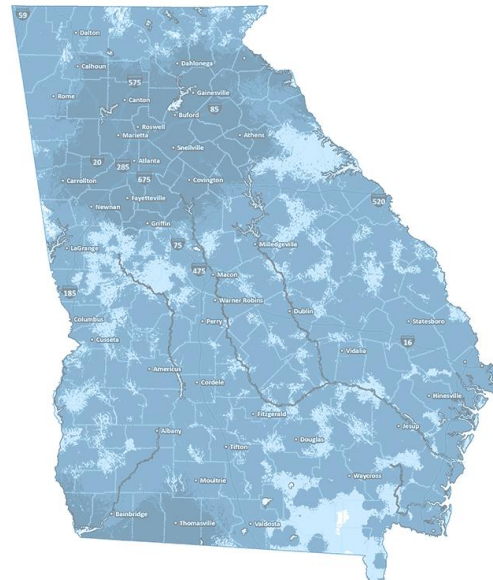 59
Dalton
Dahlonega
Calhoun
575
Gainesville
Rome
Canton
85
Buford
Roswell
Marietta
Athens
Snellville
20
Atlanta
285
675
Carrollton
Covington
Fayetteville
Newnan
520
Griffin
LaGrange
75
Milledgeville
475
Macon
185
Warner Robins
Dublin
Columbus
Perry
Statesboro
Cusseta
16
Vidalia
Americus
Cordele
Hinesville
Fitzgerald
Jesup
Albany
Douglas
Tifton
Waycross
Moultrie
Bainbridge
Thomasville
Valdosta